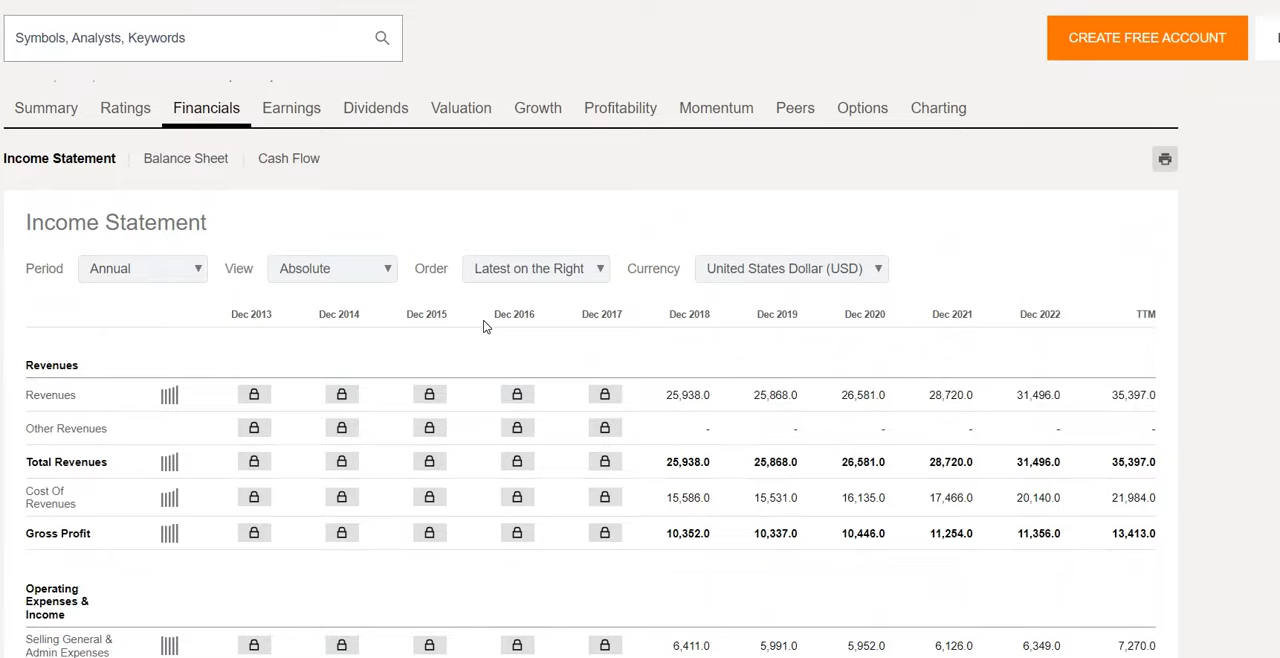 Symbols, Analysts, Keywords
CREATE FREE ACCOUNT
Summary Ratings Financials Earnings Dividends Valuation Growth Profitability Momentum Peers Options Charting
Income Statement Balance Sheet Cash Flow
Income Statement
Period Annual View Absolute Order Latest on the Right Currency United States Dollar (USD)
Dec 2013 Dec 2014 Dec 2015 Dec 2016 Dec 2017 Dec 2018 Dec 2019 Dec 2020 Dec 2021 Dec 2022 TTM
Revenues
Revenues 25,938.0 25,868.0 26,581.0 28,720.0 31,496.0 35,397.0
Other Revenues - - - - - -
Total Revenues 25,938.0 25,868.0 26,581.0 28,720.0 31,496.0 35,397.0
Cost Of
Revenues 15,586.0 15,531.0 16,135.0 17,466.0 20,140.0 21,984.0
Gross Profit 10,352.0 10,337.0 10,446.0 11,254.0 11,356.0 13,413.0
Operating
Expenses &
Income
Selling General &
Admin Expenses 6,411.0 5,991.0 5,952.0 6,126.0 6,349.0 7,270.0